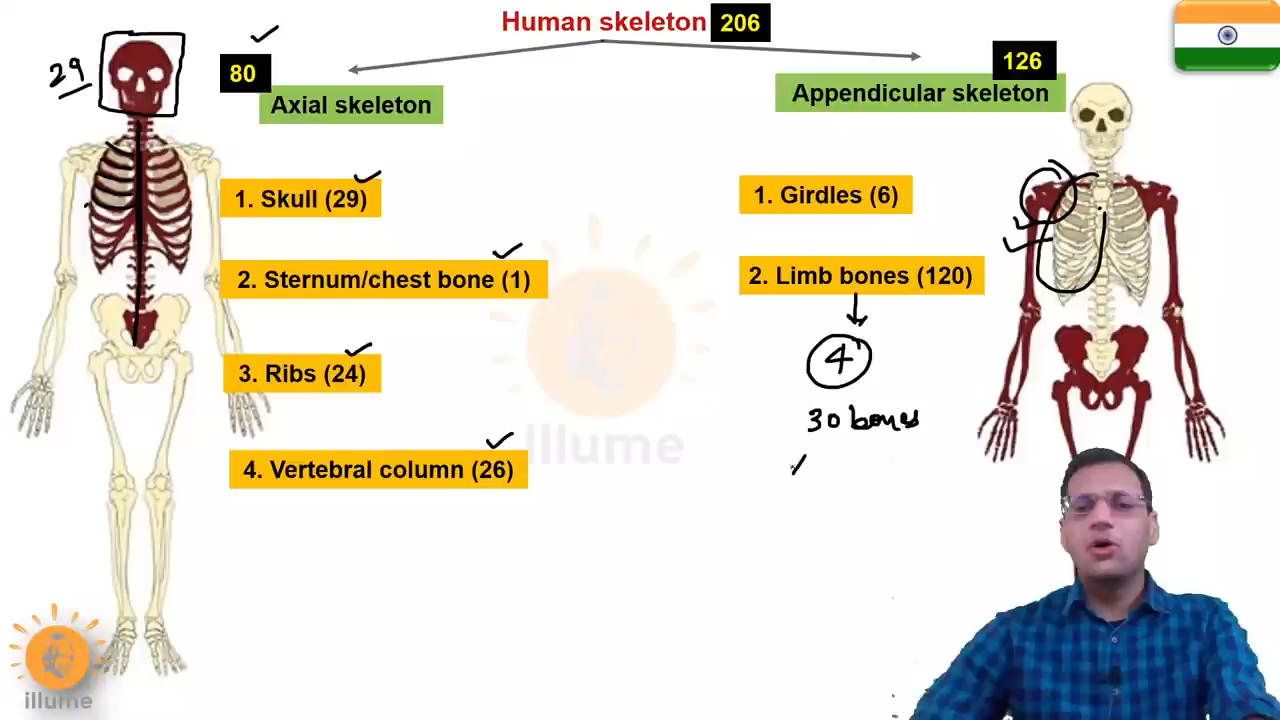 Human skeleton 206
29
80
Axial skeleton
1. Skull (29)
2. Sternum/chest bone (1)
3. Ribs (24)
4. Vertebral column (26)
126
Appendicular skeleton
1. Girdles (6)
2. Limb bones (120)
4
30 bones
illume
illume